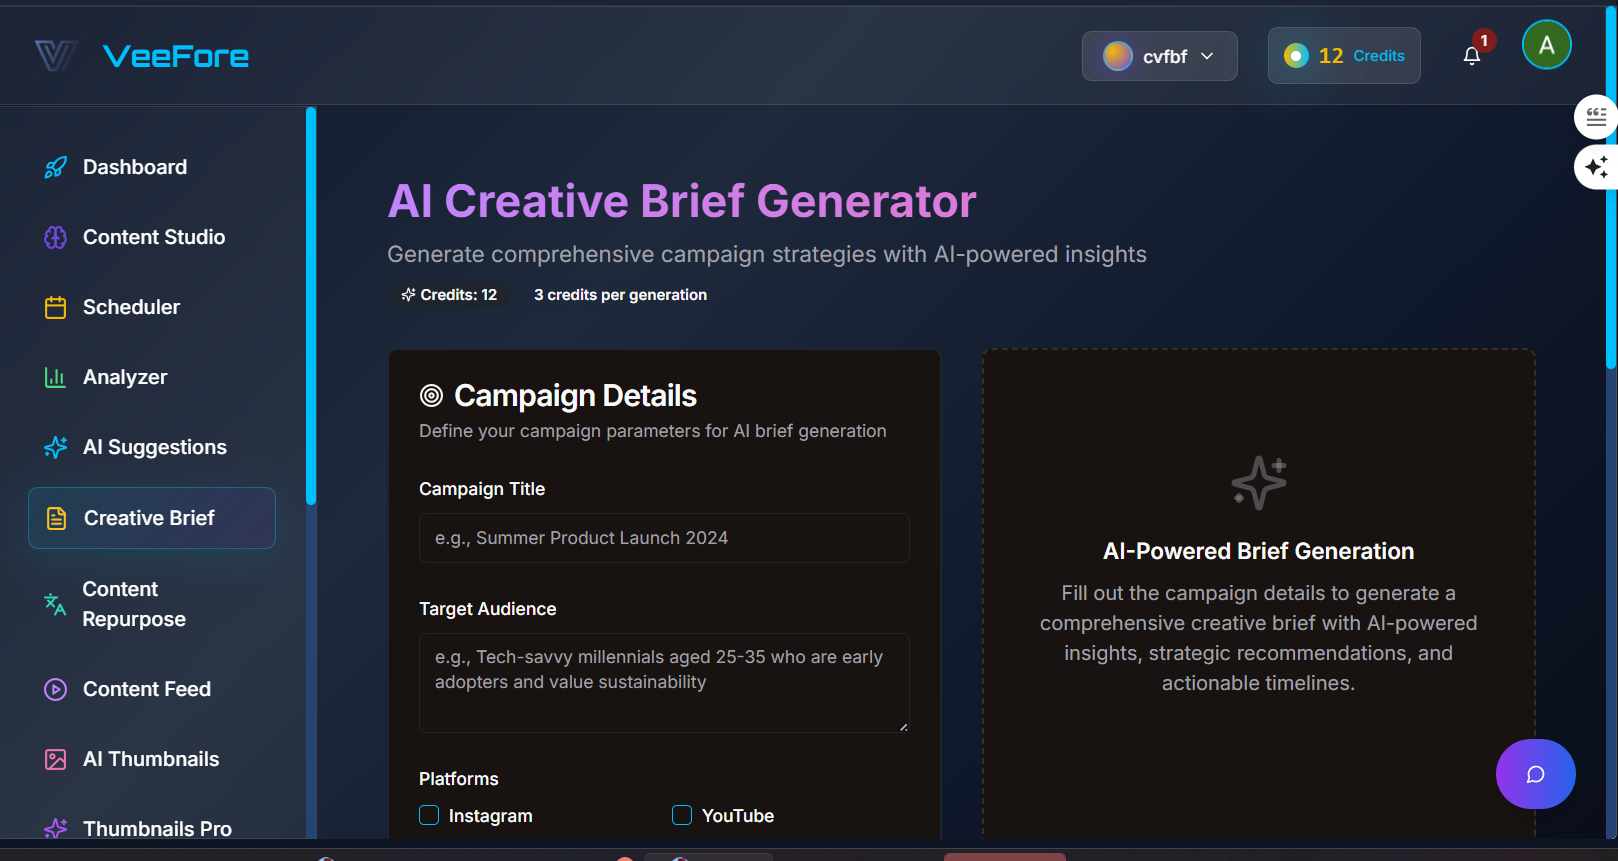 VeeFore
cvfbf
12 Credits
1
A
Dashboard
Content Studio
Scheduler
Analyzer
AI Suggestions
Creative Brief
Content
Repurpose
Content Feed
AI Thumbnails
Thumbnails Pro
AI Creative Brief Generator
Generate comprehensive campaign strategies with AI-powered insights
Credits: 12
3 credits per generation
Campaign Details
Define your campaign parameters for AI brief generation
Campaign Title
e.g., Summer Product Launch 2024
Target Audience
e.g., Tech-savvy millennials aged 25-35 who are early
adopters and value sustainability
Platforms
Instagram
YouTube
AI-Powered Brief Generation
Fill out the campaign details to generate a
comprehensive creative brief with AI-powered
insights, strategic recommendations, and
actionable timelines.